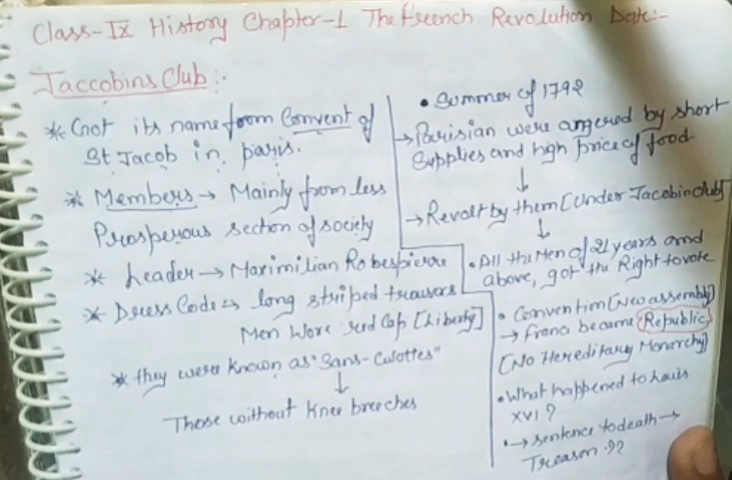 Class-IX History Chapter-1 The French Revolution Date:-
Jaccobins Club:-
* Got its name from Convent of
St Jacob in paris.
* Members → Mainly from less
Prosperous section of society
* Leader → Maximilian Robespierre
* Dress Code → long striped trousers
Men Wore red Cap [Liberty]
* they were known as "Sans-Culottes"
↓
Those without Knee breeches
• Summer of 1792
→ Parisian were angered by short
Supplies and high price of food.
↓
→ Revolt by them [Under Jacobin club]
↓
• All the Men of 21 years and
above, got the Right to vote
• Convention [New assembly]
→ Franc became Republic
[No Hereditary Monarchy]
• What happened to Louis
XVI?
• → sentence to death →
Treason.